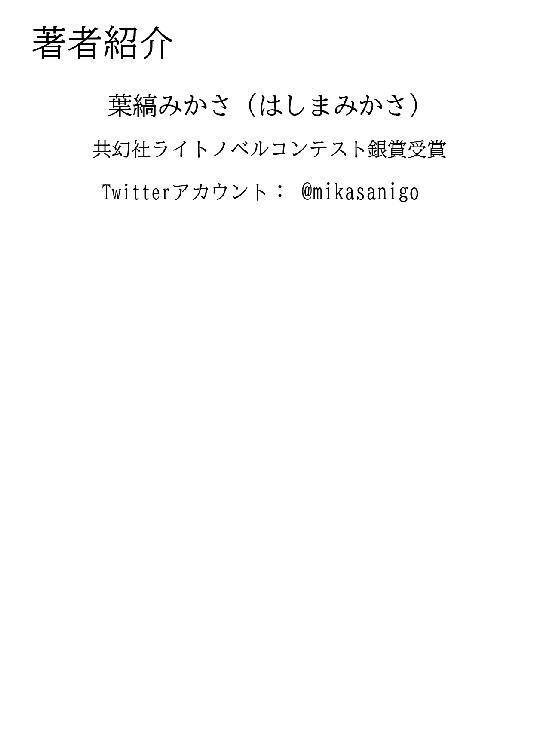 著者紹介
葉縞みかさ（はしまみかさ）
共幻社ライトノベルコンテスト銀賞受賞
Twitterアカウント： @mikasanigo